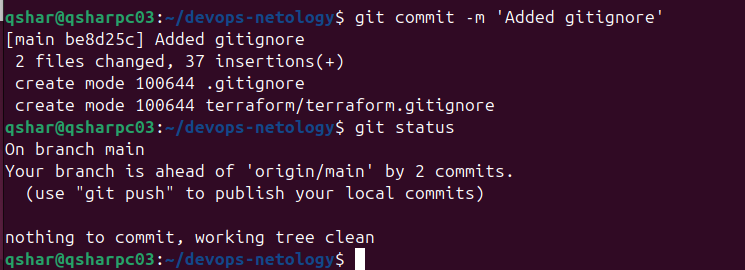 qshar@qsharpc03:~/devops-netology$ git commit -m 'Added gitignore'
[main be8d25c] Added gitignore
 2 files changed, 37 insertions(+)
 create mode 100644 .gitignore
 create mode 100644 terraform/terraform.gitignore
qshar@qsharpc03:~/devops-netology$ git status
On branch main
Your branch is ahead of 'origin/main' by 2 commits.
  (use "git push" to publish your local commits)

nothing to commit, working tree clean
qshar@qsharpc03:~/devops-netology$